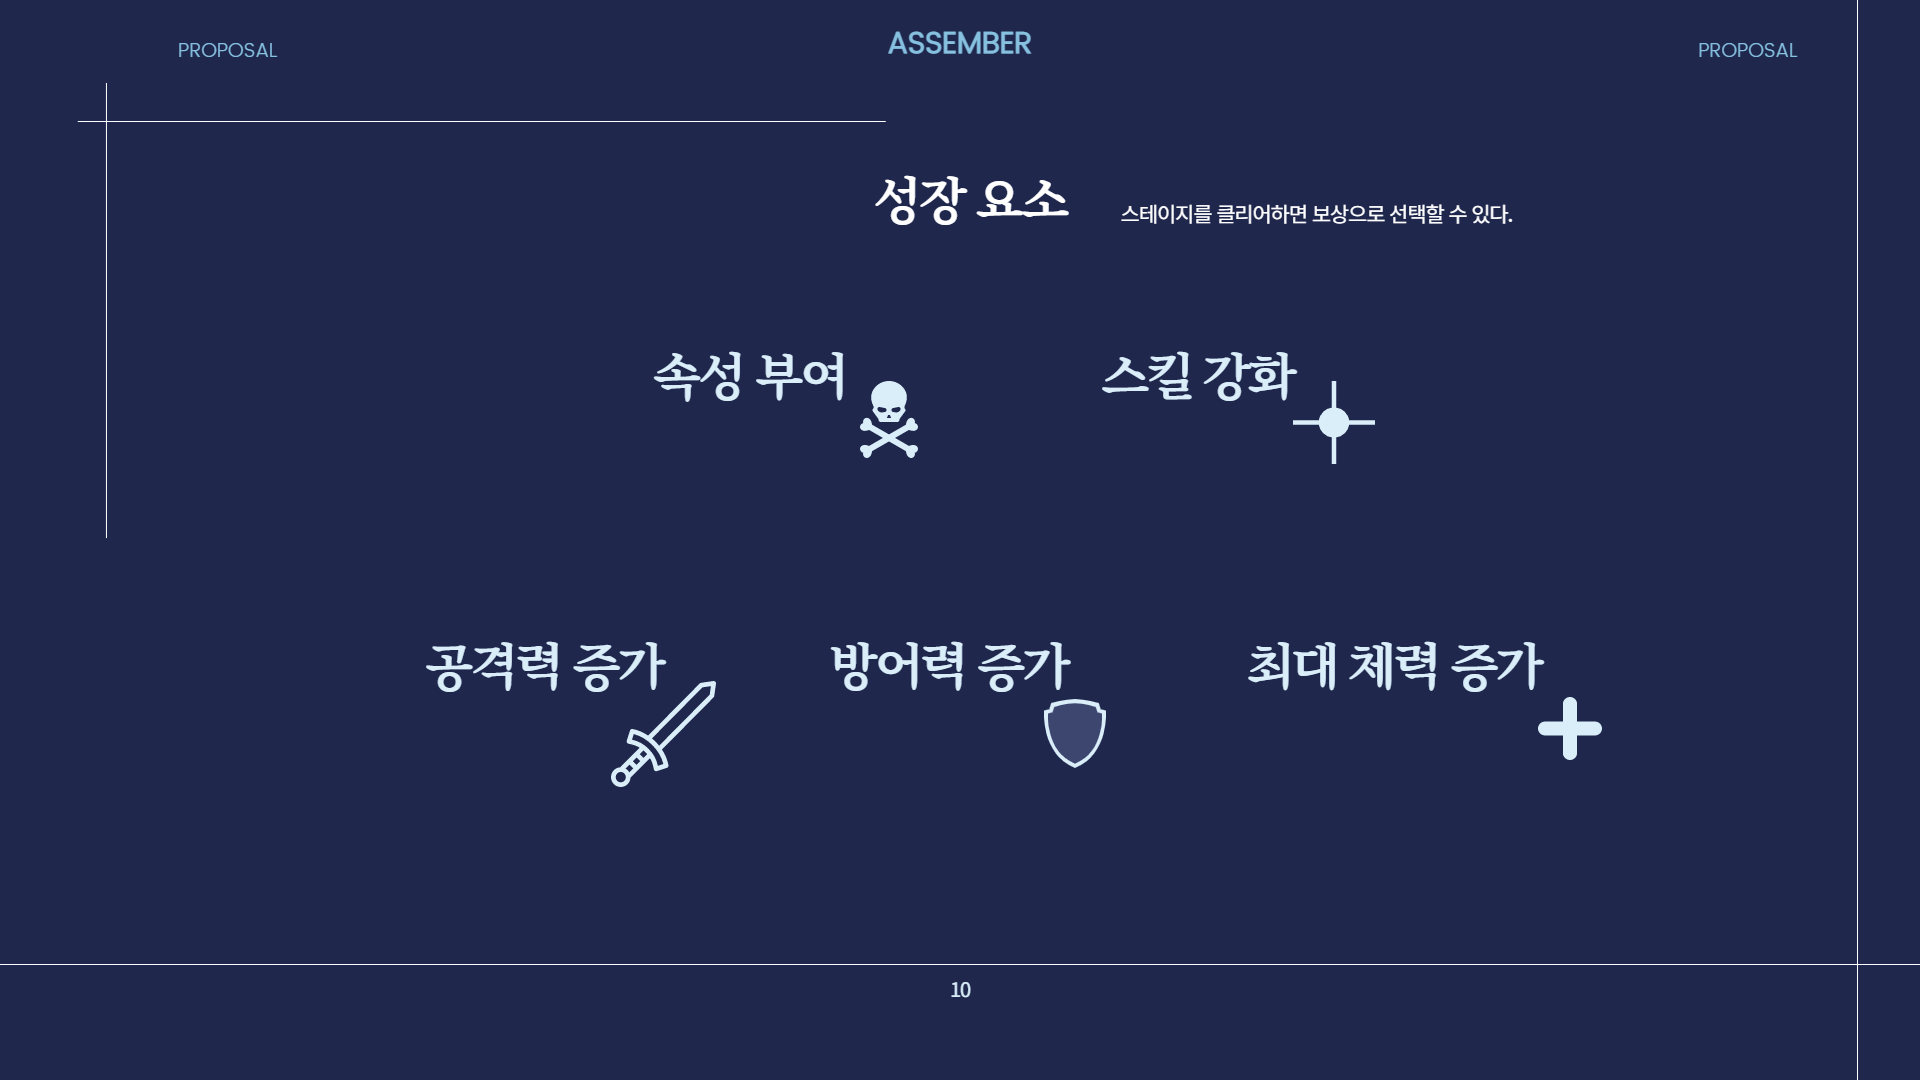 PROPOSAL
ASSEMBER
PROPOSAL
성장 요소
스테이지를 클리어하면 보상으로 선택할 수 있다.
속성 부여
스킬 강화
공격력 증가
방어력 증가
최대 체력 증가
10